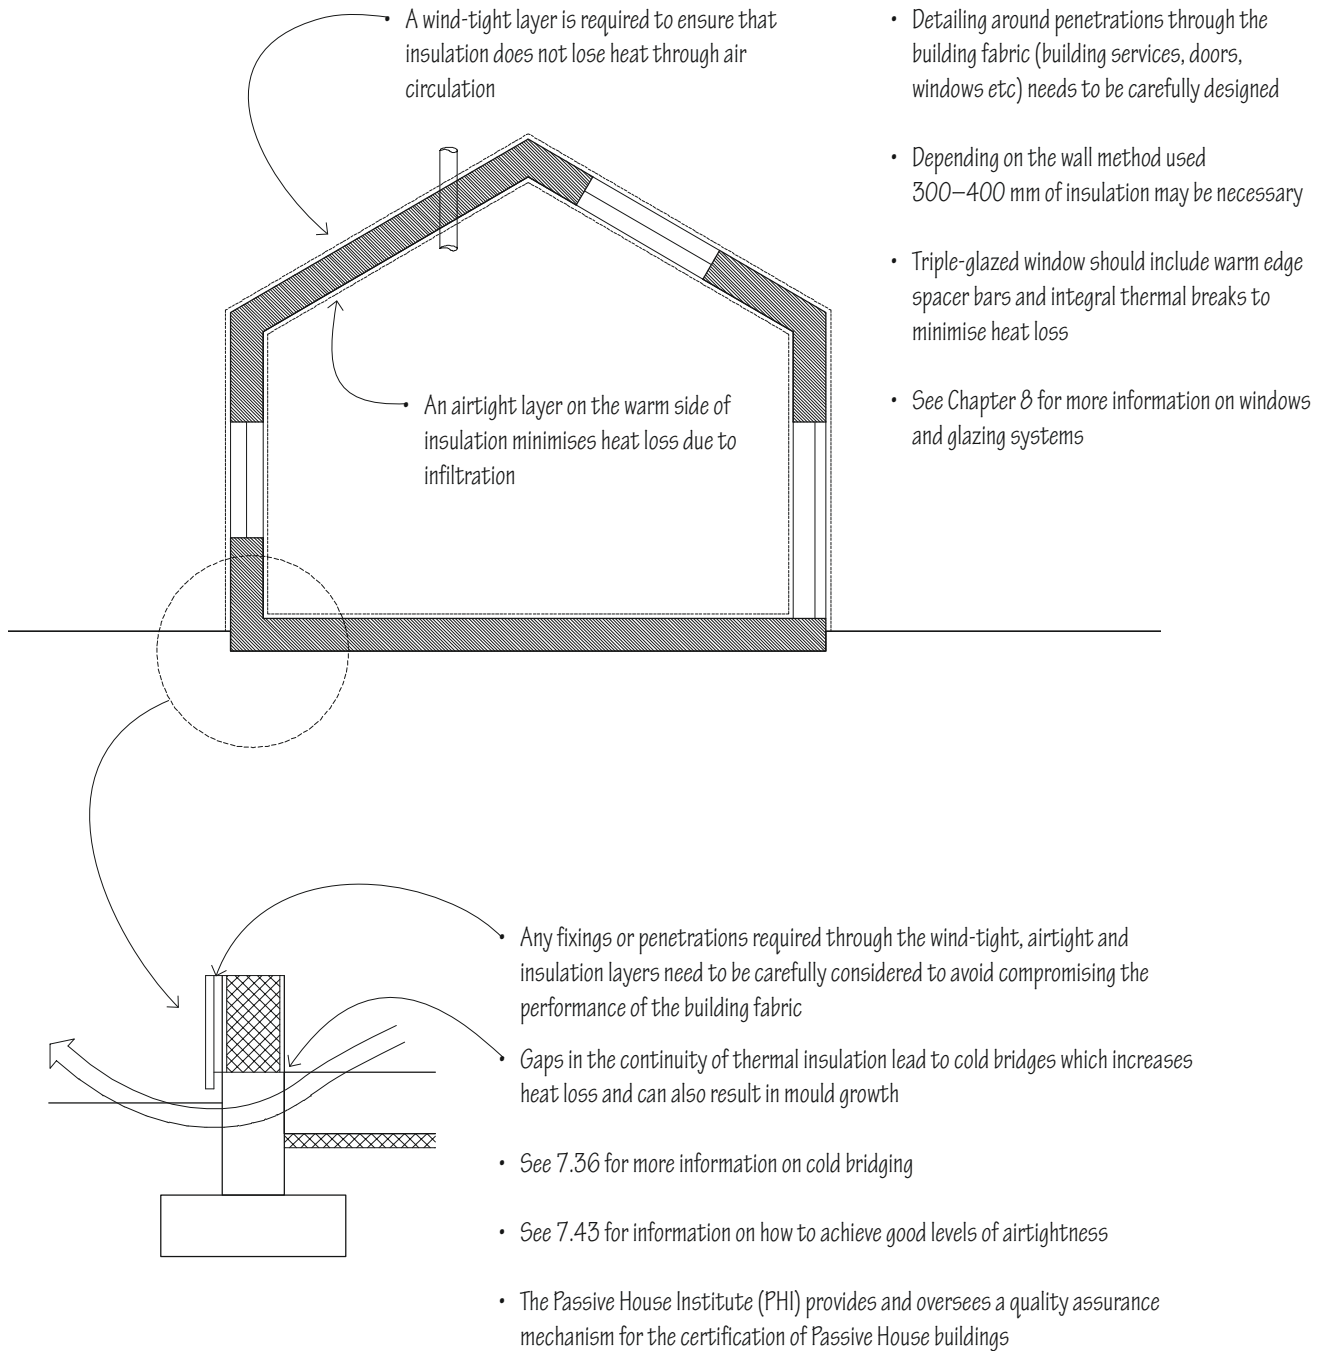 • A wind-tight layer is required to ensure that
insulation does not lose heat through air
circulation
• Detailing around penetrations through the
building fabric (building services, doors,
windows etc) needs to be carefully designed
• Depending on the wall method used
300–400 mm of insulation may be necessary
• Triple-glazed window should include warm edge
spacer bars and integral thermal breaks to
minimise heat loss
• See Chapter 8 for more information on windows
and glazing systems
• An airtight layer on the warm side of
insulation minimises heat loss due to
infiltration
• Any fixings or penetrations required through the wind-tight, airtight and
insulation layers need to be carefully considered to avoid compromising the
performance of the building fabric
• Gaps in the continuity of thermal insulation lead to cold bridges which increases
heat loss and can also result in mould growth
• See 7.36 for more information on cold bridging
• See 7.43 for information on how to achieve good levels of airtightness
• The Passive House Institute (PHI) provides and oversees a quality assurance
mechanism for the certification of Passive House buildings